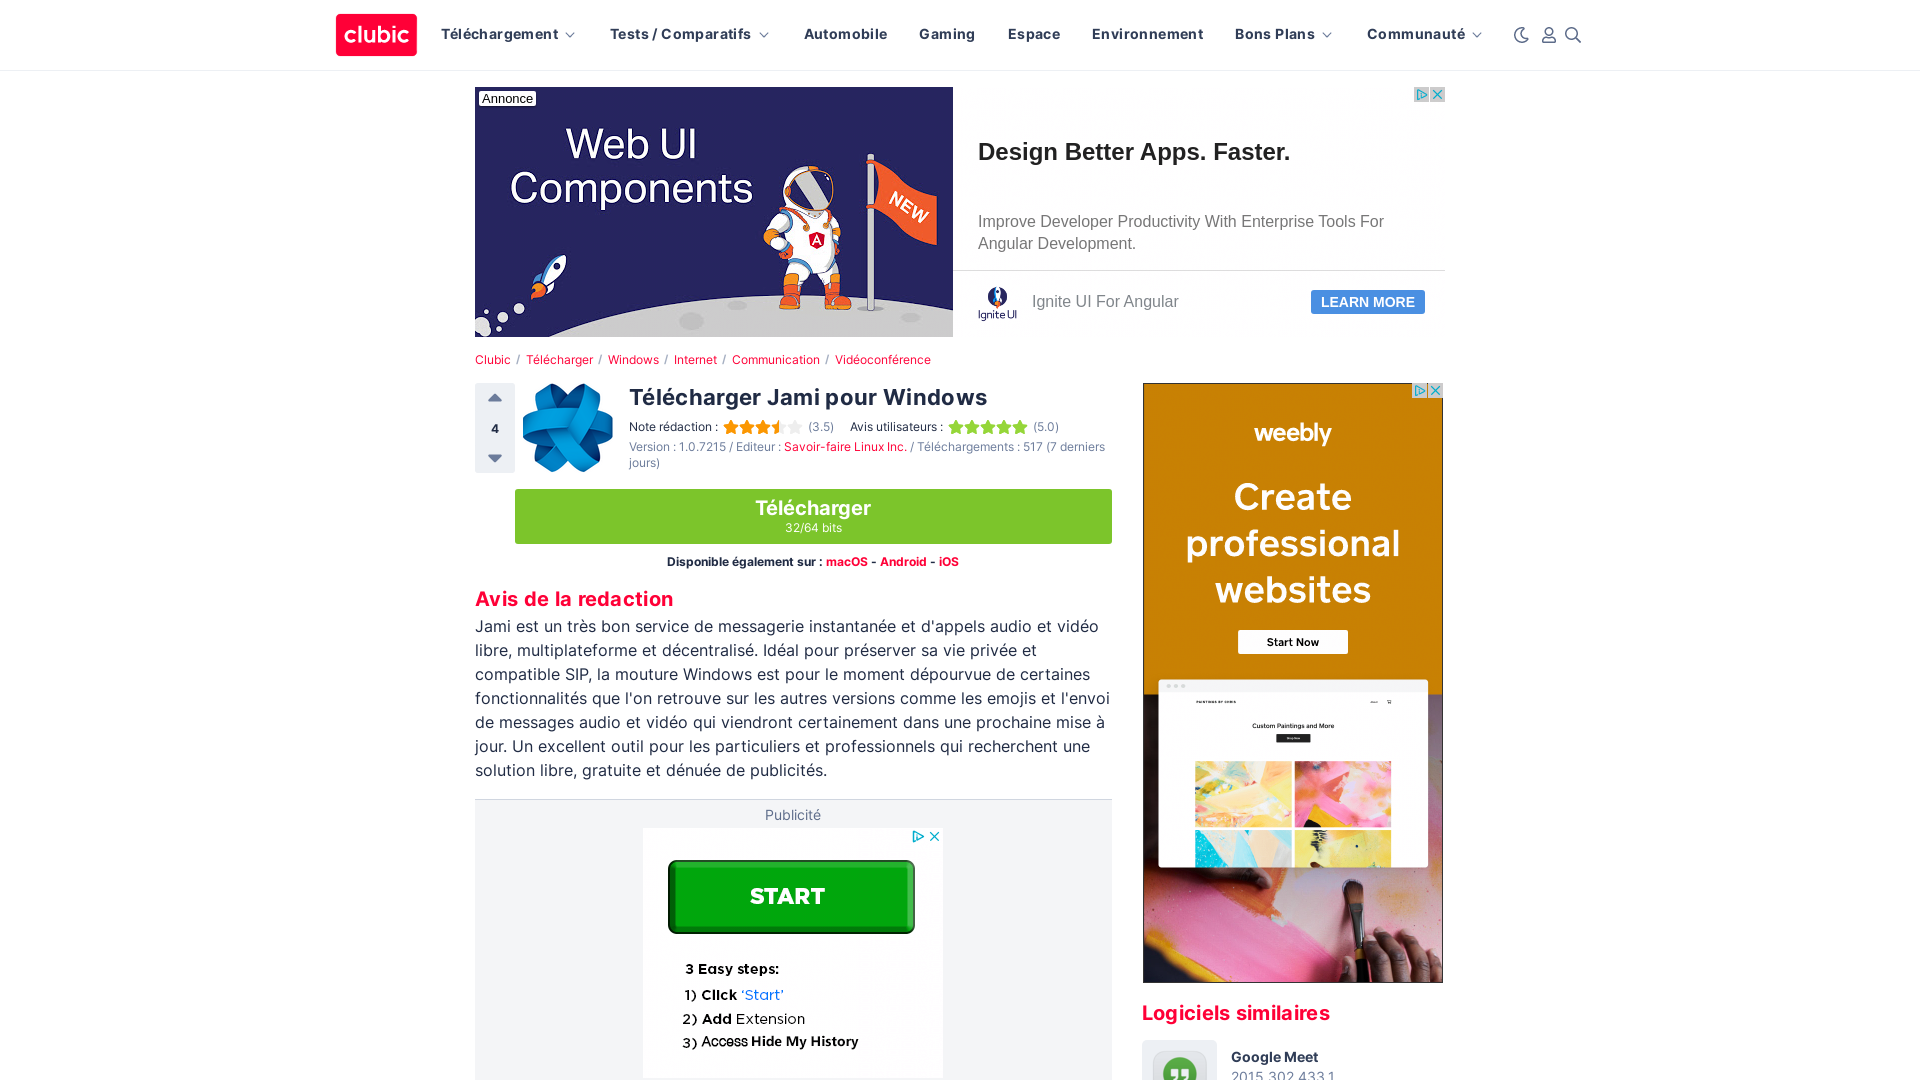 clubic
Téléchargement
Tests / Comparatifs
Automobile
Gaming
Espace
Environnement
Bons Plans
Communauté
Annonce
Web UI
Components
NEW
Design Better Apps. Faster.
Improve Developer Productivity With Enterprise Tools For
Angular Development.
Ignite UI
Ignite UI For Angular
LEARN MORE
Clubic / Télécharger / Windows / Internet / Communication / Vidéoconférence
4
Télécharger Jami pour Windows
Note rédaction : (3.5) Avis utilisateurs : (5.0)
Version : 1.0.7215 / Editeur : Savoir-faire Linux Inc. / Téléchargements : 517 (7 derniers
jours)
Télécharger
32/64 bits
Disponible également sur : macOS - Android - iOS
Avis de la redaction
Jami est un très bon service de messagerie instantanée et d'appels audio et vidéo
libre, multiplateforme et décentralisé. Idéal pour préserver sa vie privée et
compatible SIP, la mouture Windows est pour le moment dépourvue de certaines
fonctionnalités que l'on retrouve sur les autres versions comme les emojis et l'envoi
de messages audio et vidéo qui viendront certainement dans une prochaine mise à
jour. Un excellent outil pour les particuliers et professionnels qui recherchent une
solution libre, gratuite et dénuée de publicités.
Publicité
START
3 Easy steps:
1) Click 'Start'
2) Add Extension
3) Access Hide My History
weebly
Create
professional
websites
Start Now
PAINTINGS BY CHRIS
Custom Paintings and More
Logiciels similaires
Google Meet
2015.302.433.1